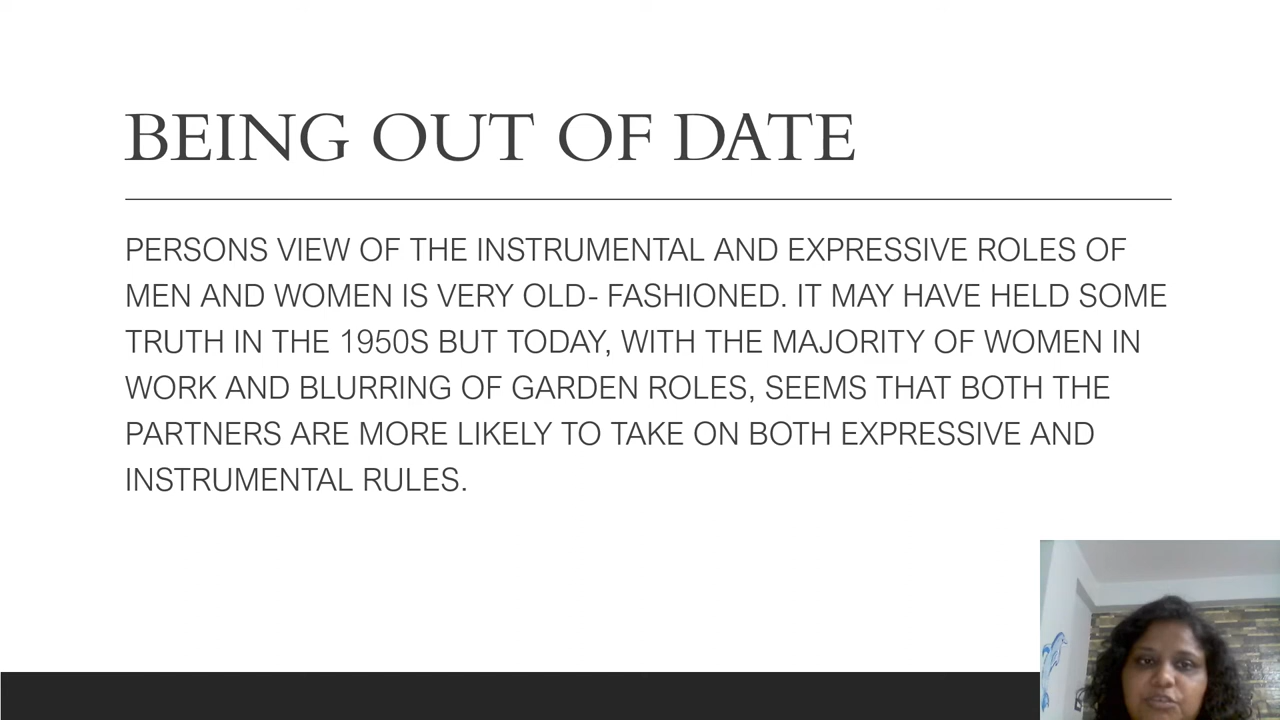 BEING OUT OF DATE
PERSONS VIEW OF THE INSTRUMENTAL AND EXPRESSIVE ROLES OF
MEN AND WOMEN IS VERY OLD- FASHIONED. IT MAY HAVE HELD SOME
TRUTH IN THE 1950S BUT TODAY, WITH THE MAJORITY OF WOMEN IN
WORK AND BLURRING OF GARDEN ROLES, SEEMS THAT BOTH THE
PARTNERS ARE MORE LIKELY TO TAKE ON BOTH EXPRESSIVE AND
INSTRUMENTAL RULES.